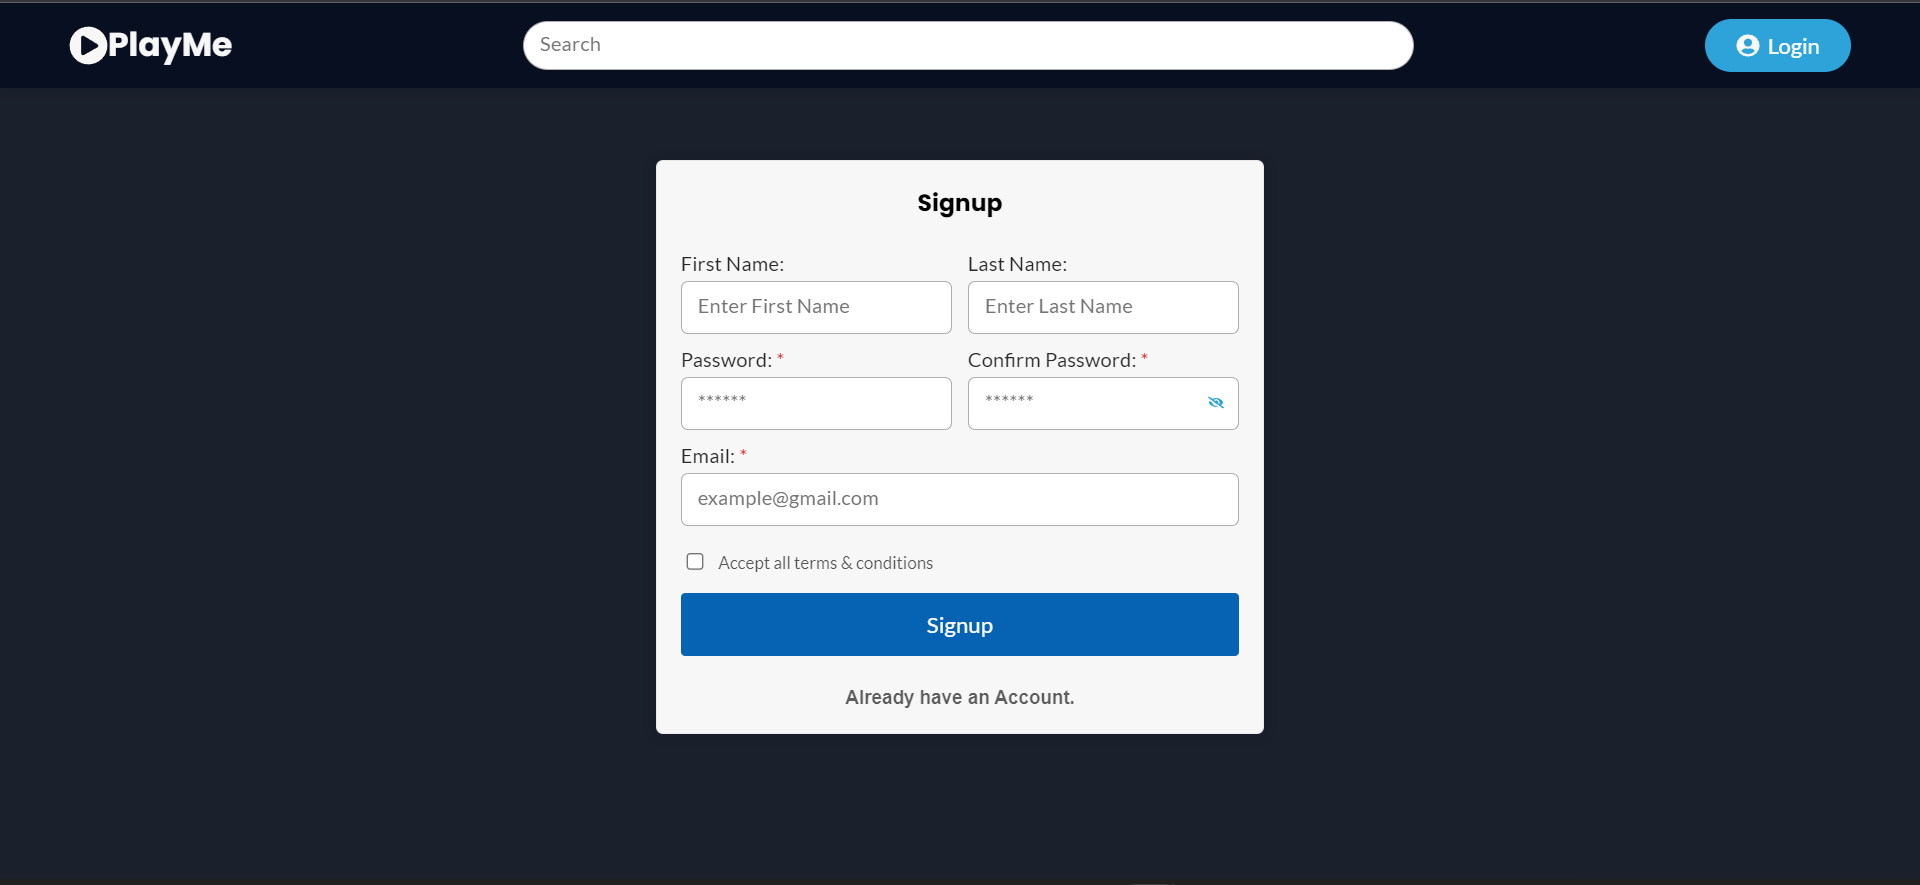 PlayMe
Search
Login
Signup
First Name: Last Name:
Enter First Name Enter Last Name
Password: * Confirm Password: *
****** ******
Email: *
example@gmail.com
Accept all terms & conditions
Signup
Already have an Account.